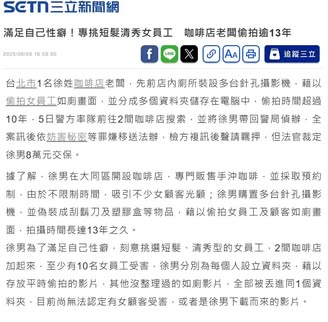 SETN三立新聞網
滿足自己性癖!專挑短髮清秀女員工 咖啡店老闆偷拍逾13年
2025/06/06 16:58:00
追蹤三立
台北市1名徐姓咖啡店老闆,先前店內廁所裝設多台針孔攝影機,藉以
偷拍女員工如廁畫面,並分成多個資料夾儲存在電腦中,偷拍時間超過
10年,5日警方率隊前往2間咖啡店搜索,並將徐男帶回警局偵辦,全
案訊後依妨害秘密等罪嫌移送法辦,檢方複訊後聲請羈押,但法官裁定
徐男8萬元交保。
據了解,徐男在大同區開設咖啡店,專門販售手沖咖啡,並採取預約
制,由於不限制時間,吸引不少女顧客光顧;徐男購買多台針孔攝影
機,並偽裝成刮鬍刀及塑膠盒等物品,藉以偷拍女員工及顧客如廁畫
面,拍攝時間長達13年之久。
徐男為了滿足自己性癖,刻意挑選短髮、清秀型的女員工,2間咖啡店
加起來,至少有10名女員工受害,徐男分別為每個人設立資料夾,藉以
存放平時偷拍的影片,其他沒整理過的如廁影片,全部被丟進同1個資
料夾,目前尚無法認定有女顧客受害,或者是徐男下載而來的影片。